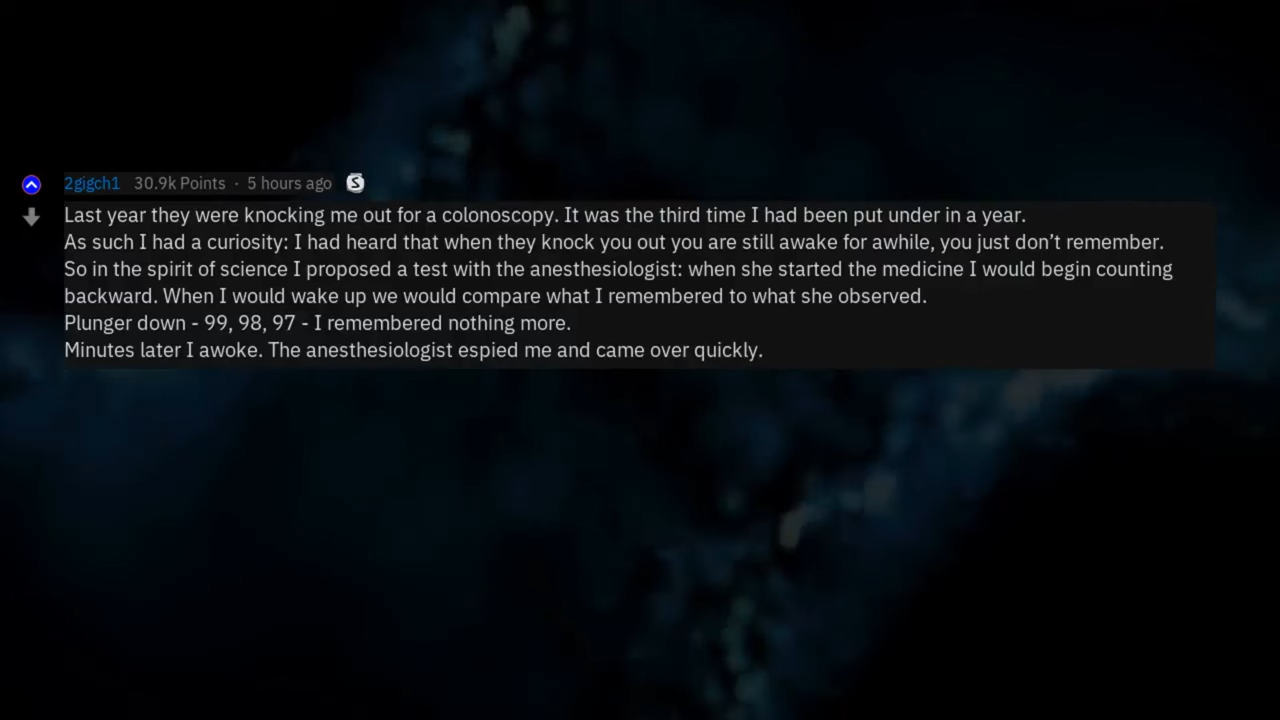 2gigch1 30.9k Points · 5 hours ago
Last year they were knocking me out for a colonoscopy. It was the third time I had been put under in a year.
As such I had a curiosity: I had heard that when they knock you out you are still awake for awhile, you just don’t remember.
So in the spirit of science I proposed a test with the anesthesiologist: when she started the medicine I would begin counting
backward. When I would wake up we would compare what I remembered to what she observed.
Plunger down - 99, 98, 97 - I remembered nothing more.
Minutes later I awoke. The anesthesiologist espied me and came over quickly.